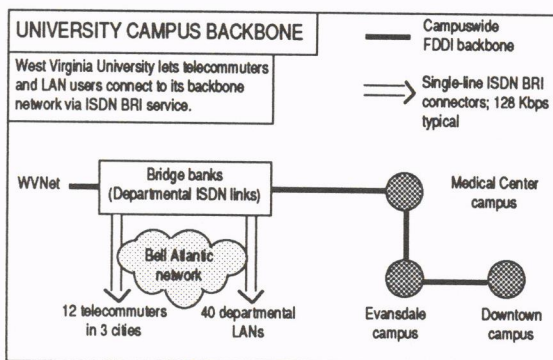 UNIVERSITY CAMPUS BACKBONE
West Virginia University lets telecommuters
and LAN users connect to its backbone
network via ISDN BRI service.
Campuswide
FDDI backbone
Single-line ISDN BRI
connectors; 128 Kbps
typical
WVNet
Bridge banks
(Departmental ISDN links)
Medical Center
campus
Bell Atlantic
network
12 telecommuters
in 3 cities
40 departmental
LANs
Evansdale
campus
Downtown
campus